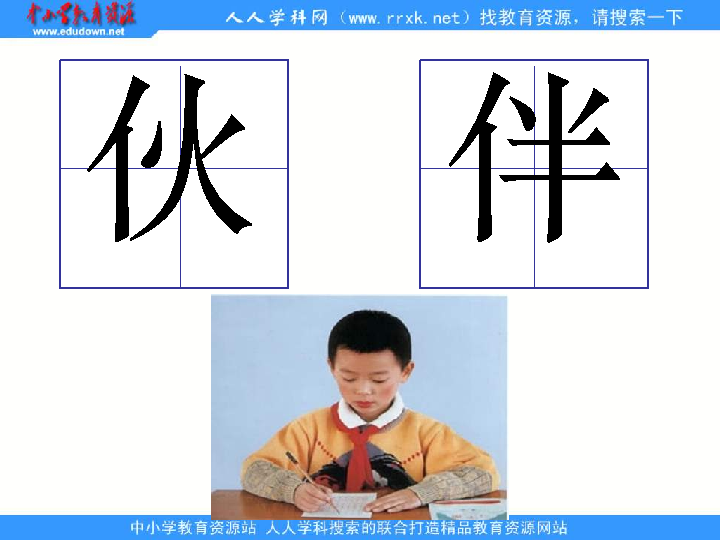 中小学教育资源
www.edudown.net
人人学科网（www.rrxk.net）找教育资源，请搜索一下
伙 伴
中小学教育资源站 人人学科搜索的联合打造精品教育资源网站